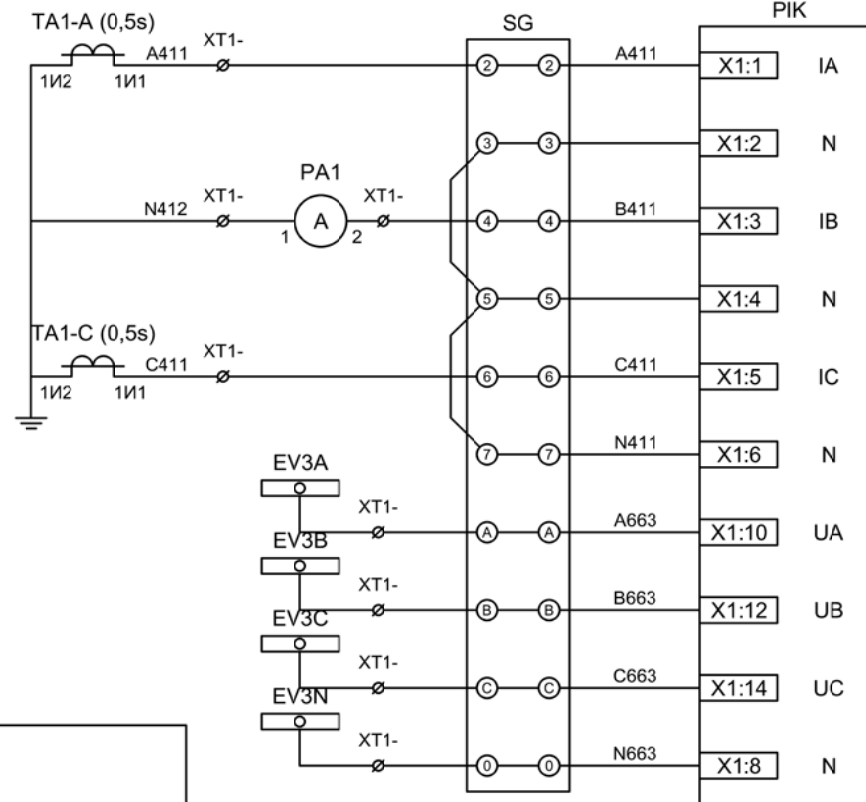 PIK
SG
TA1-A (0,5s)
A411
XT1-
1И2
1И1
2
2
A411
X1:1
IA
3
3
X1:2
N
PA1
N412
XT1-
XT1-
1
A
2
4
4
B411
X1:3
IB
5
5
X1:4
N
TA1-C (0,5s)
C411
XT1-
1И2
1И1
6
6
C411
X1:5
IC
7
7
N411
X1:6
N
EV3A
XT1-
A
A
A663
X1:10
UA
EV3B
XT1-
B
B
B663
X1:12
UB
EV3C
XT1-
C
C
C663
X1:14
UC
EV3N
XT1-
0
0
N663
X1:8
N